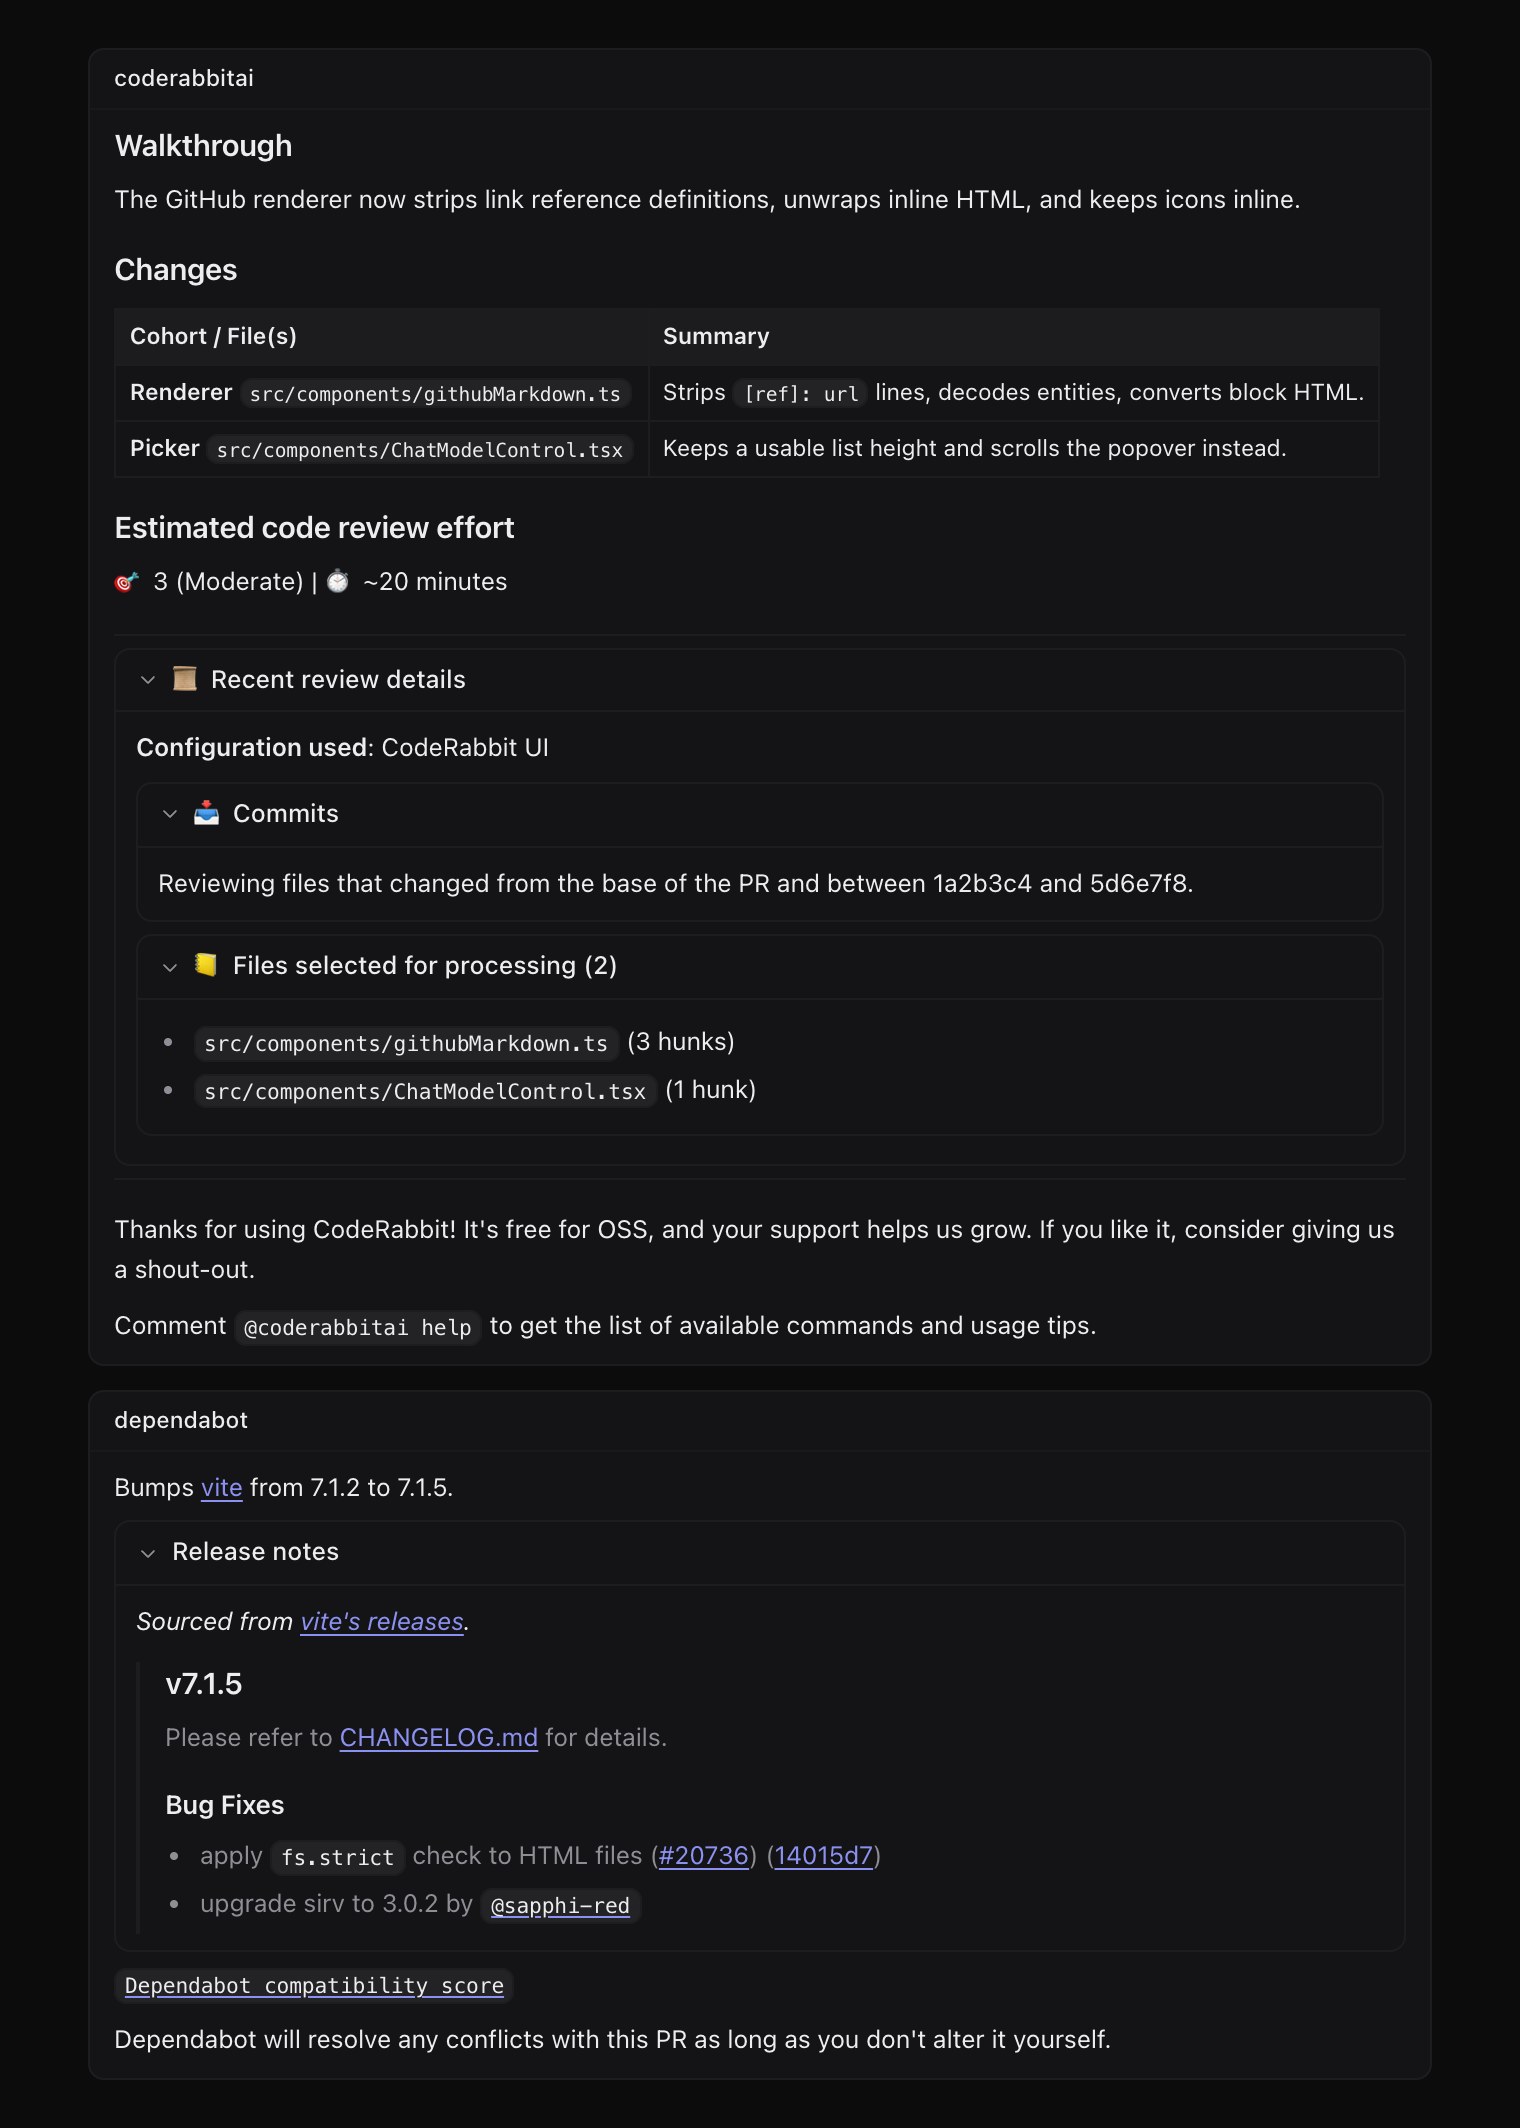 coderabbitai
Walkthrough
The GitHub renderer now strips link reference definitions, unwraps inline HTML, and keeps icons inline.
Changes
Cohort / File(s) Summary
Renderer src/components/githubMarkdown.ts Strips [ref]: url lines, decodes entities, converts block HTML.
Picker src/components/ChatModelControl.tsx Keeps a usable list height and scrolls the popover instead.
Estimated code review effort
🎯 3 (Moderate) | ⏱️ ~20 minutes
📜 Recent review details
Configuration used: CodeRabbit UI
📥 Commits
Reviewing files that changed from the base of the PR and between 1a2b3c4 and 5d6e7f8.
📒 Files selected for processing (2)
• src/components/githubMarkdown.ts (3 hunks)
• src/components/ChatModelControl.tsx (1 hunk)
Thanks for using CodeRabbit! It's free for OSS, and your support helps us grow. If you like it, consider giving us
a shout-out.
Comment @coderabbitai help to get the list of available commands and usage tips.
dependabot
Bumps vite from 7.1.2 to 7.1.5.
Release notes
Sourced from vite's releases.
v7.1.5
Please refer to CHANGELOG.md for details.
Bug Fixes
• apply fs.strict check to HTML files (#20736) (14015d7)
• upgrade sirv to 3.0.2 by @sapphi-red
Dependabot compatibility score
Dependabot will resolve any conflicts with this PR as long as you don't alter it yourself.